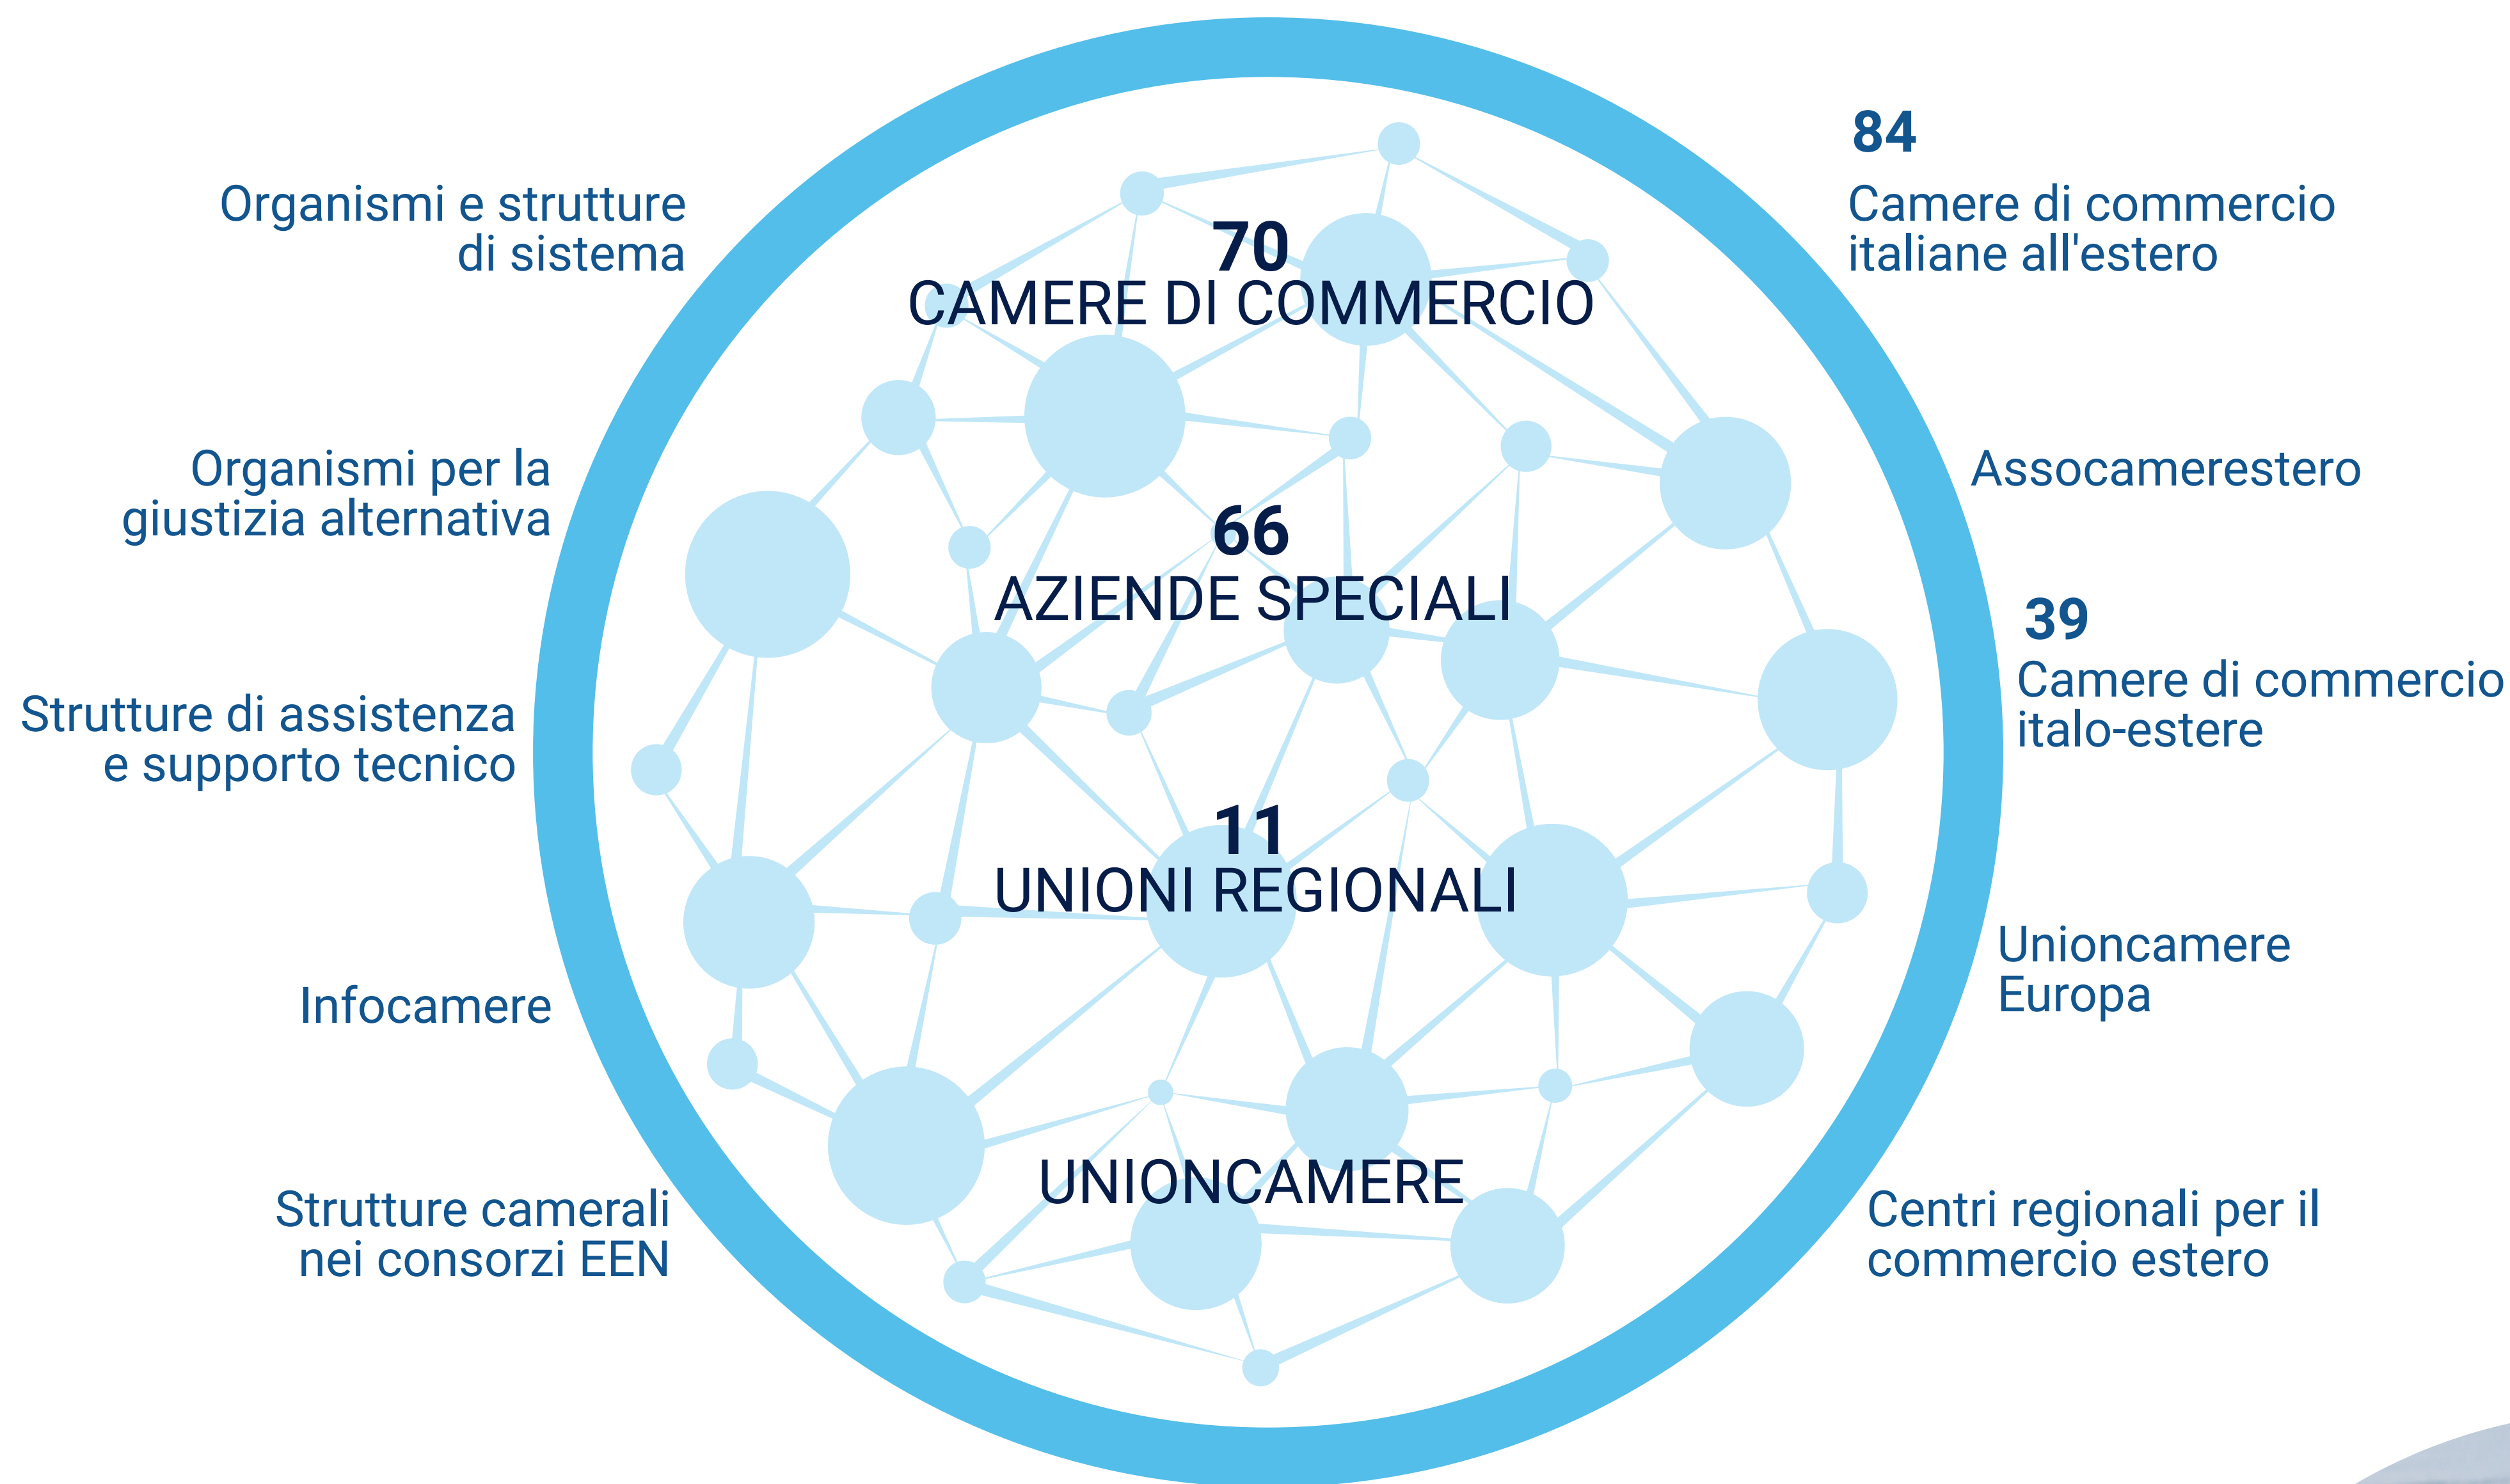 Organismi e strutture
di sistema
Organismi per la
giustizia alternativa
Strutture di assistenza
e supporto tecnico
Infocamere
Strutture camerali
nei consorzi EEN
70
CAMERE DI COMMERCIO
66
AZIENDE SPECIALI
11
UNIONI REGIONALI
UNIONCAMERE
84
Camere di commercio
italiane all'estero
Assocamerestero
39
Camere di commercio
italo-estere
Unioncamere
Europa
Centri regionali per il
commercio estero